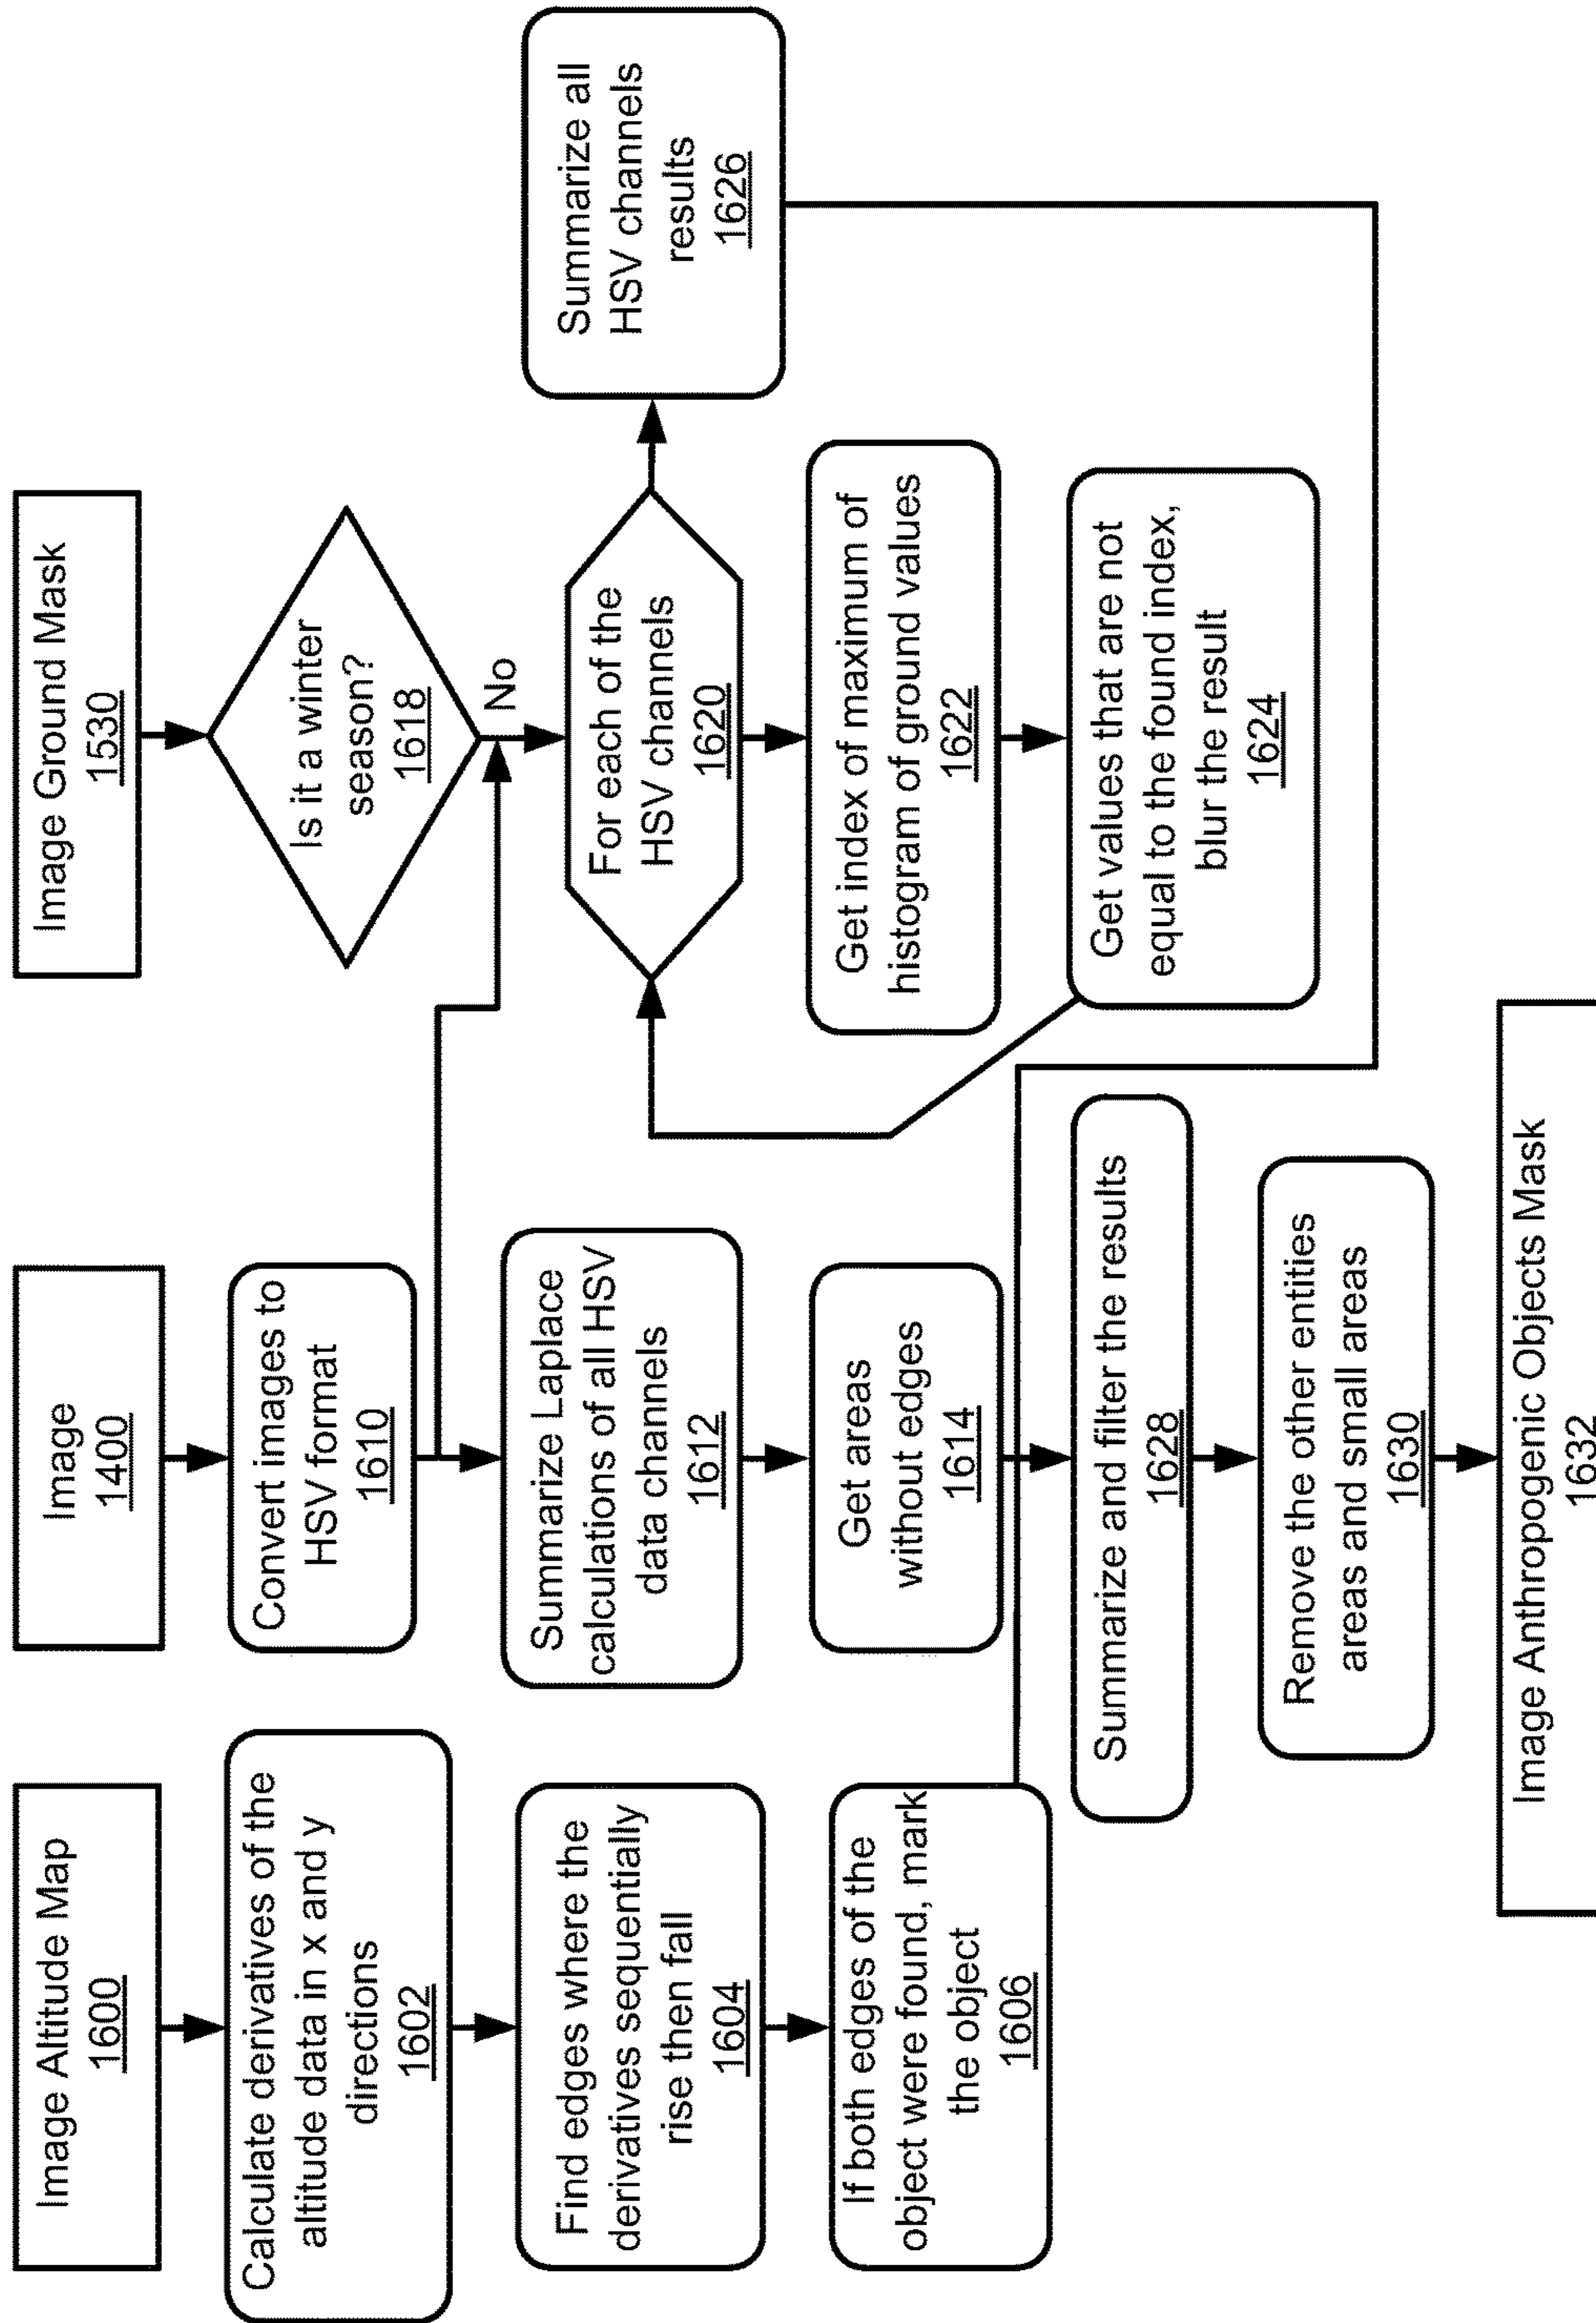 Image Altitude Map
1600
Calculate derivatives of the
altitude data in x and y
directions
1602
Find edges where the
derivatives sequentially
rise then fall
1604
If both edges of the
object were found, mark
the object
1606
Image
1400
Convert images to
HSV format
1610
Summarize Laplace
calculations of all HSV
data channels
1612
Get areas
without edges
1614
Image Ground Mask
1530
Is it a winter
season?
1618
No
For each of the
HSV channels
1620
Get index of maximum of
histogram of ground values
1622
Get values that are not
equal to the found index,
blur the result
1624
Summarize all
HSV channels
results
1626
Summarize and filter the results
1628
Remove the other entities
areas and small areas
1630
Image Anthropogenic Objects Mask
1632